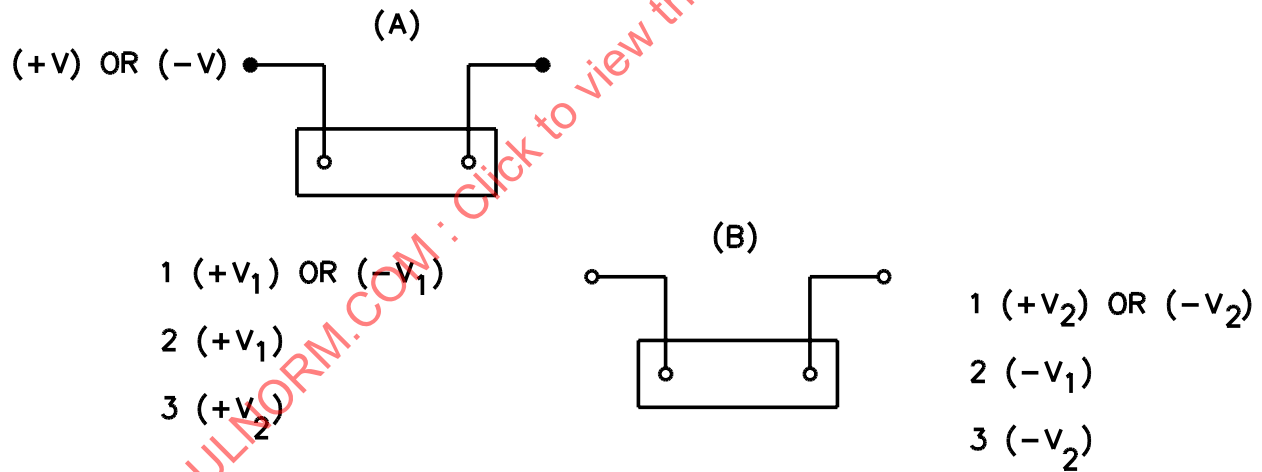 (A)
(+V) OR (−V)
(B)
1 (+V₁) OR (−V₁)
2 (+V₁)
3 (+V₂)
1 (+V₂) OR (−V₂)
2 (−V₁)
3 (−V₂)
ULNORM.COM : Click to view th